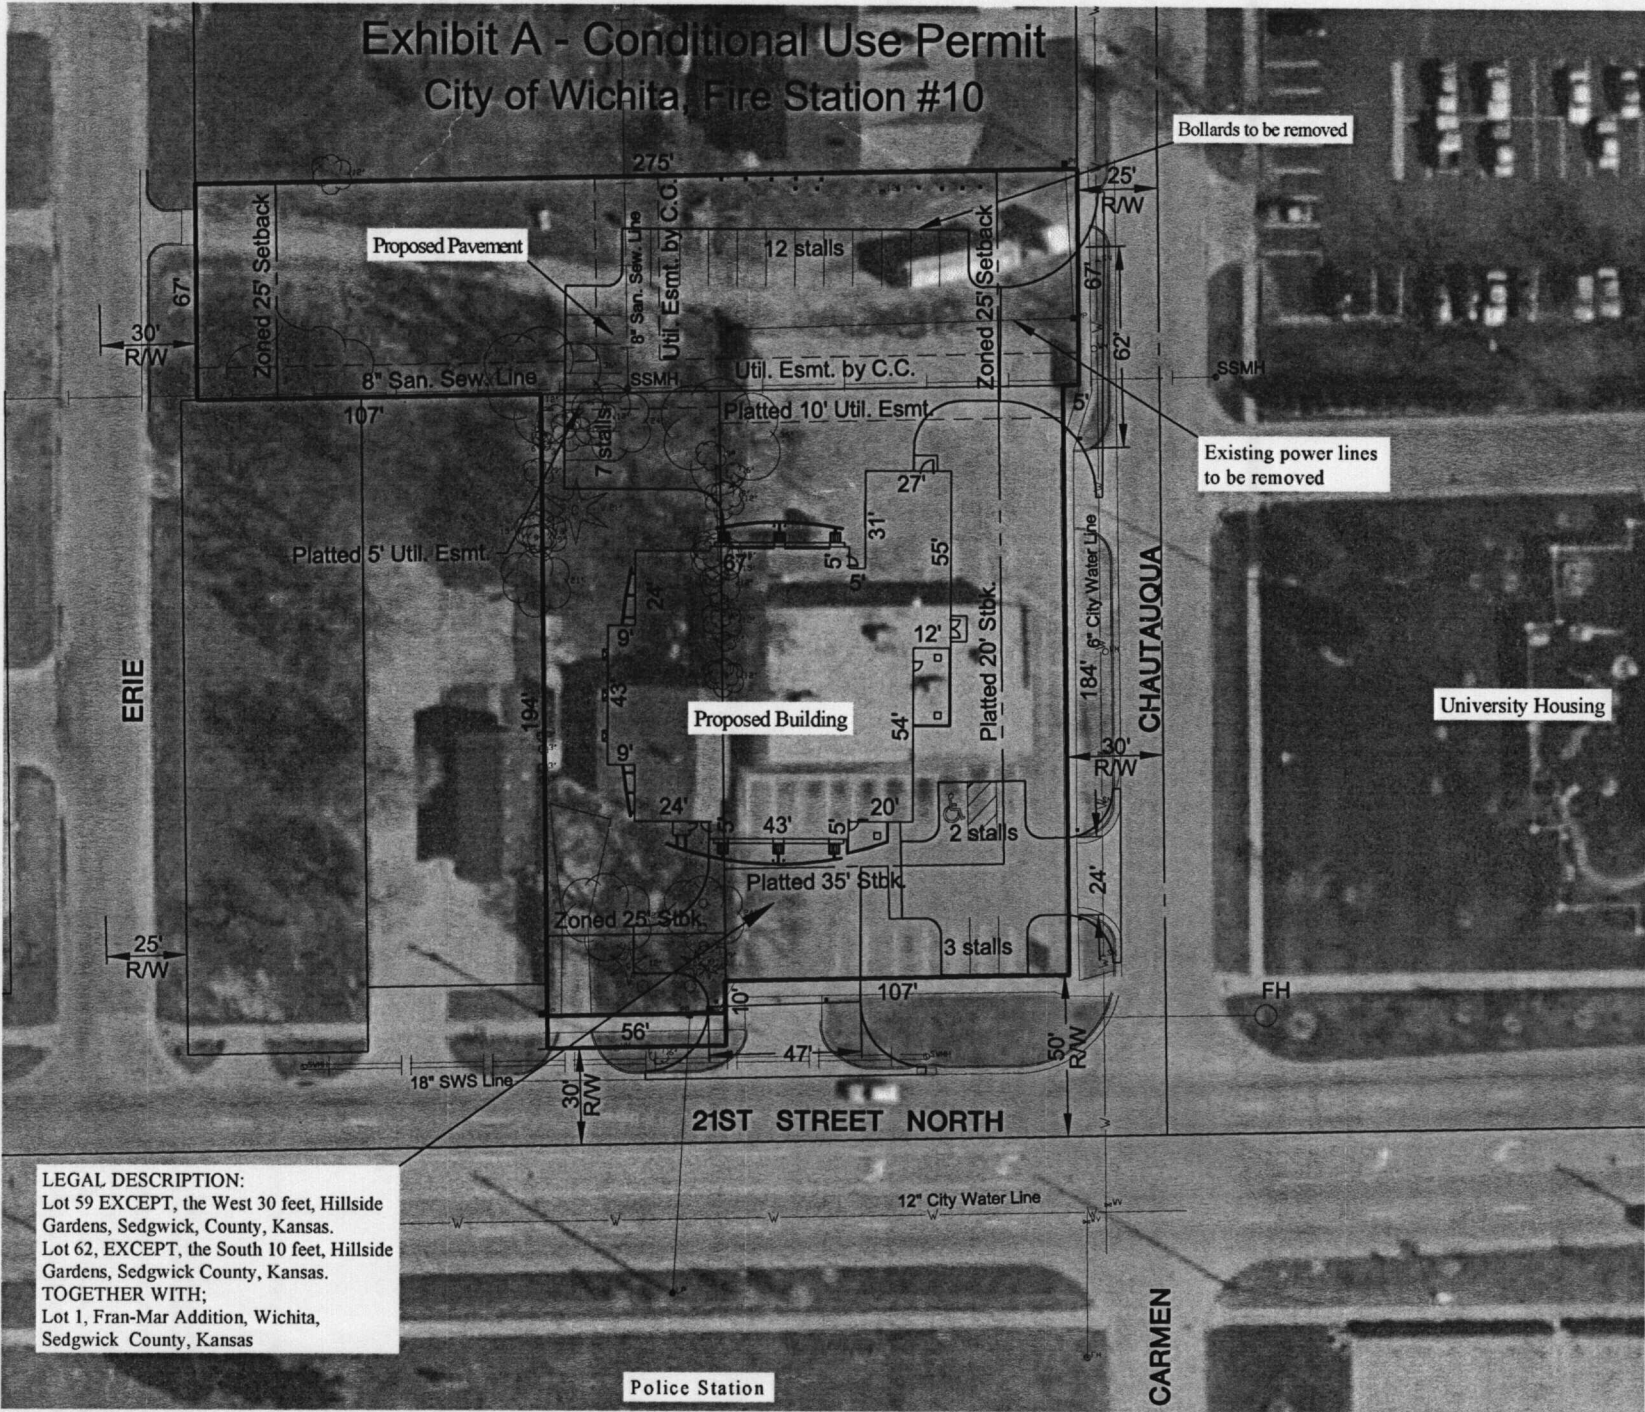 Exhibit A - Conditional Use Permit
City of Wichita, Fire Station #10
Bollards to be removed
275'
25'
R/W
Zoned 25' Setback
Proposed Pavement
8" San. Sew. Line
Util. Esmt. by C.C.
12 stalls
Zoned 25' Setback
67'
67'
62'
30'
R/W
8" San. Sew. Line
SSMH
Util. Esmt. by C.C.
SSMH
107'
Platted 10' Util. Esmt.
5'
7 stalls
Existing power lines
to be removed
27'
31'
55'
Platted 5' Util. Esmt.
67'
5'
5'
24'
6" City Water Line
CHAUTAUQUA
ERIE
9'
12'
Platted 20' Stbk.
184'
194'
43'
Proposed Building
54'
University Housing
9'
30'
R/W
24'
5'
43'
5'
20'
2 stalls
Platted 35' Stbk.
24'
Zoned 25' Stbk.
3 stalls
25'
R/W
10'
107'
FH
56'
47'
50'
R/W
18" SWS Line
30'
R/W
21ST STREET NORTH
LEGAL DESCRIPTION:
Lot 59 EXCEPT, the West 30 feet, Hillside
Gardens, Sedgwick, County, Kansas.
Lot 62, EXCEPT, the South 10 feet, Hillside
Gardens, Sedgwick County, Kansas.
TOGETHER WITH;
Lot 1, Fran-Mar Addition, Wichita,
Sedgwick County, Kansas
W
W
W
W
12" City Water Line
CARMEN
Police Station